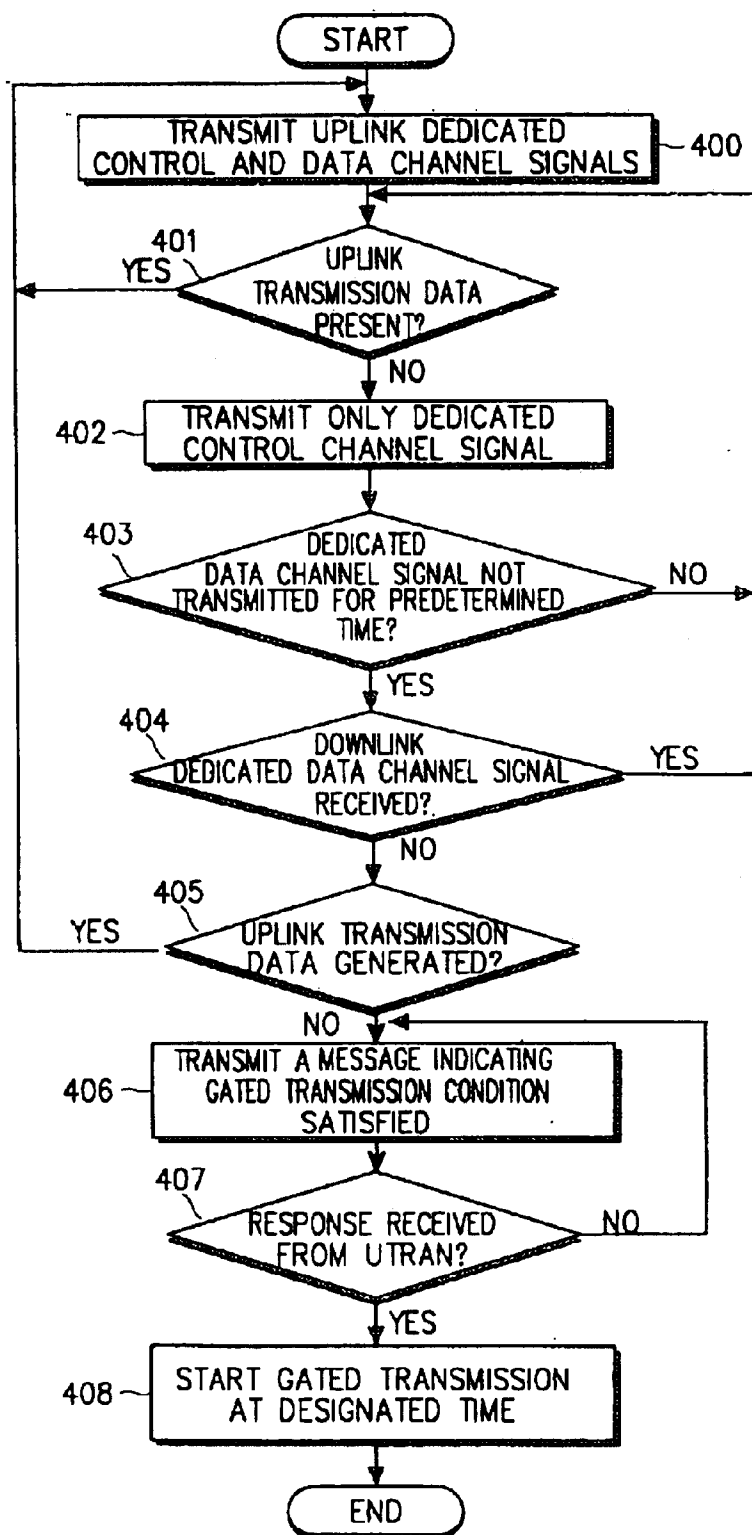 START
TRANSMIT UPLINK DEDICATED
CONTROL AND DATA CHANNEL SIGNALS
400
401
YES
UPLINK
TRANSMISSION DATA
PRESENT?
NO
402
TRANSMIT ONLY DEDICATED
CONTROL CHANNEL SIGNAL
403
DEDICATED
DATA CHANNEL SIGNAL NOT
TRANSMITTED FOR PREDETERMINED
TIME?
NO
YES
404
DOWNLINK
DEDICATED DATA CHANNEL SIGNAL
RECEIVED?
YES
NO
405
YES
UPLINK TRANSMISSION
DATA GENERATED?
NO
406
TRANSMIT A MESSAGE INDICATING
GATED TRANSMISSION CONDITION
SATISFIED
407
RESPONSE RECEIVED
FROM UTRAN?
NO
YES
408
START GATED TRANSMISSION
AT DESIGNATED TIME
END